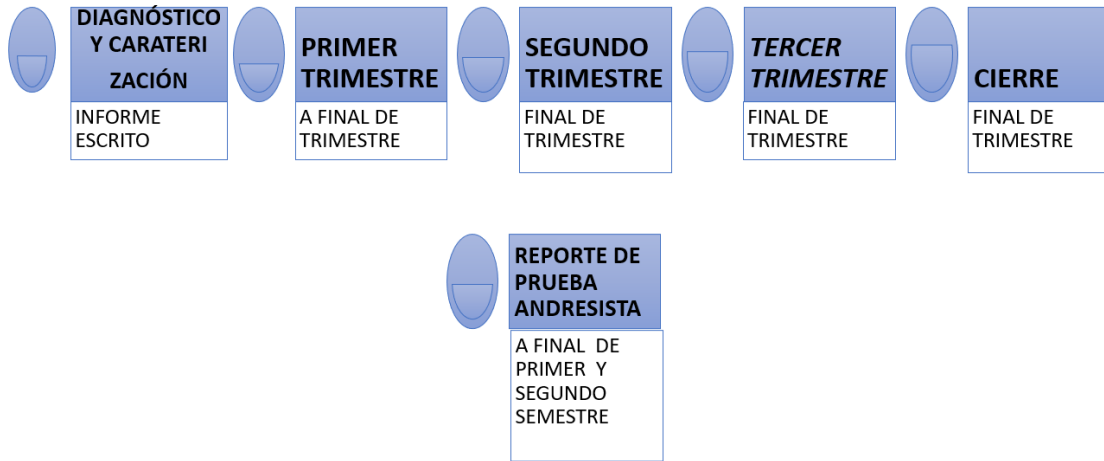 DIAGNÓSTICO
Y CARATERI
ZACIÓN
INFORME
ESCRITO
PRIMER
TRIMESTRE
A FINAL DE
TRIMESTRE
SEGUNDO
TRIMESTRE
FINAL DE
TRIMESTRE
TERCER
TRIMESTRE
FINAL DE
TRIMESTRE
CIERRE
FINAL DE
TRIMESTRE
REPORTE DE
PRUEBA
ANDRESISTA
A FINAL DE
PRIMER Y
SEGUNDO
SEMESTRE